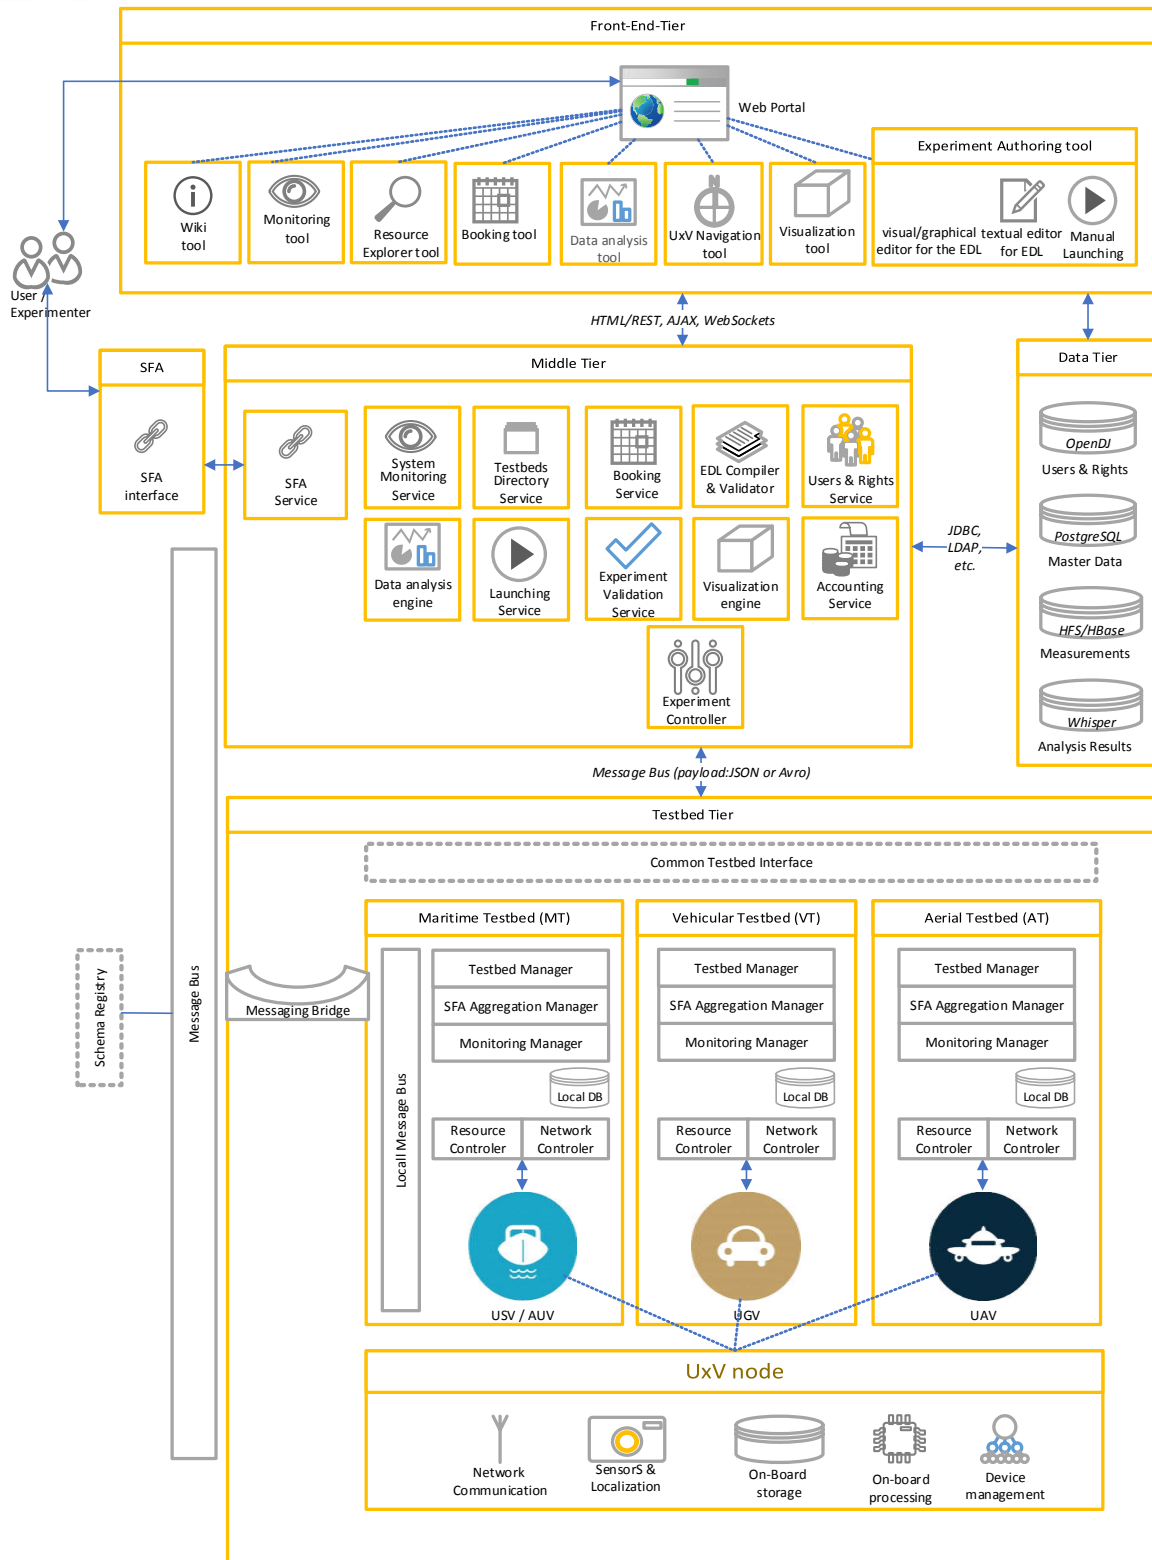 Front-End-Tier
Web Portal
Experiment Authoring tool
Wiki
tool
Monitoring
tool
Resource
Explorer tool
Booking tool
Data analysis
tool
N
UxV Navigation
tool
Visualization
tool
visual/graphical
editor for the EDL
textual editor
for EDL
Manual
Launching
User /
Experimenter
HTML/REST, AJAX, WebSockets
SFA
SFA
interface
Middle Tier
SFA
Service
System
Monitoring
Service
Testbeds
Directory
Service
Booking
Service
EDL Compiler
& Validator
Users & Rights
Service
Data analysis
engine
Launching
Service
Experiment
Validation
Service
Visualization
engine
Accounting
Service
Experiment
Controller
JDBC,
LDAP,
etc.
Data Tier
OpenDJ
Users & Rights
PostgreSQL
Master Data
HFS/HBase
Measurements
Whisper
Analysis Results
Message Bus (payload:JSON or Avro)
Testbed Tier
Common Testbed Interface
Schema Registry
Message Bus
Messaging Bridge
Maritime Testbed (MT)
Locall Message Bus
Testbed Manager
SFA Aggregation Manager
Monitoring Manager
Local DB
Resource
Controler
Network
Controler
USV / AUV
Vehicular Testbed (VT)
Testbed Manager
SFA Aggregation Manager
Monitoring Manager
Local DB
Resource
Controler
Network
Controler
UGV
Aerial Testbed (AT)
Testbed Manager
SFA Aggregation Manager
Monitoring Manager
Local DB
Resource
Controler
Network
Controler
UAV
UxV node
Network
Communication
SensorS &
Localization
On-Board
storage
On-board
processing
Device
management